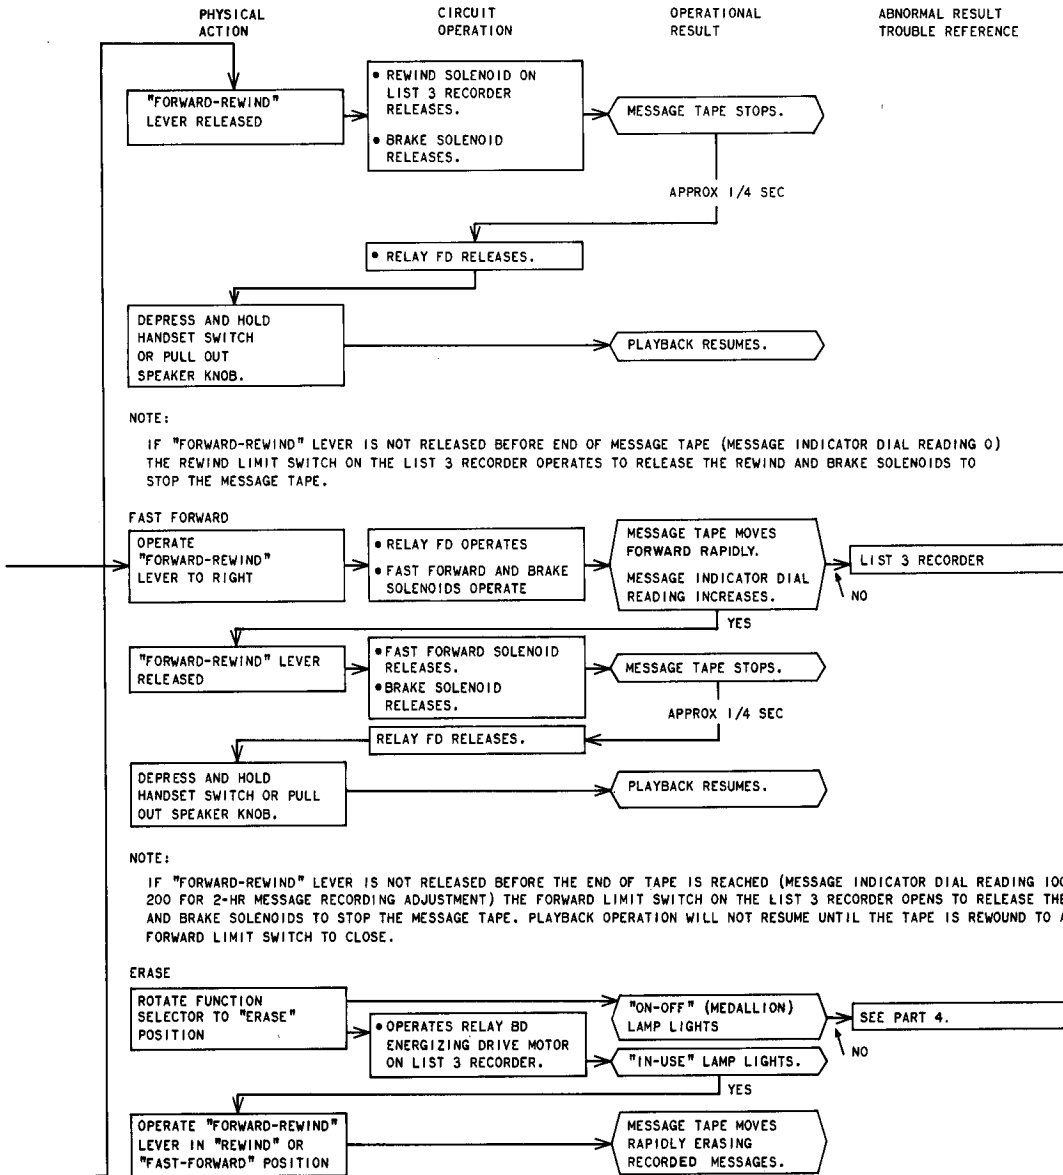 PHYSICAL ACTION
CIRCUIT OPERATION
OPERATIONAL RESULT
ABNORMAL RESULT TROUBLE REFERENCE
"FORWARD-REWIND"
LEVER RELEASED
• REWIND SOLENOID ON
LIST 3 RECORDER
RELEASES.
• BRAKE SOLENOID
RELEASES.
MESSAGE TAPE STOPS.
APPROX 1/4 SEC
• RELAY FD RELEASES.
DEPRESS AND HOLD
HANDSET SWITCH
OR PULL OUT
SPEAKER KNOB.
PLAYBACK RESUMES.
NOTE:
IF "FORWARD-REWIND" LEVER IS NOT RELEASED BEFORE END OF MESSAGE TAPE (MESSAGE INDICATOR DIAL READING 0)
THE REWIND LIMIT SWITCH ON THE LIST 3 RECORDER OPERATES TO RELEASE THE REWIND AND BRAKE SOLENOIDS TO
STOP THE MESSAGE TAPE.
FAST FORWARD
OPERATE
"FORWARD-REWIND"
LEVER TO RIGHT
• RELAY FD OPERATES
• FAST FORWARD AND BRAKE
SOLENOIDS OPERATE
MESSAGE TAPE MOVES
FORWARD RAPIDLY.
MESSAGE INDICATOR DIAL
READING INCREASES.
LIST 3 RECORDER
NO
YES
"FORWARD-REWIND" LEVER
RELEASED
• FAST FORWARD SOLENOID
RELEASES.
• BRAKE SOLENOID
RELEASES.
MESSAGE TAPE STOPS.
APPROX 1/4 SEC
RELAY FD RELEASES.
DEPRESS AND HOLD
HANDSET SWITCH OR PULL
OUT SPEAKER KNOB.
PLAYBACK RESUMES.
NOTE:
IF "FORWARD-REWIND" LEVER IS NOT RELEASED BEFORE THE END OF TAPE IS REACHED (MESSAGE INDICATOR DIAL READING
200 FOR 2-HR MESSAGE RECORDING ADJUSTMENT) THE FORWARD LIMIT SWITCH ON THE LIST 3 RECORDER OPENS TO RELEASE THE
AND BRAKE SOLENOIDS TO STOP THE MESSAGE TAPE. PLAYBACK OPERATION WILL NOT RESUME UNTIL THE TAPE IS REWOUND TO
FORWARD LIMIT SWITCH TO CLOSE.
ERASE
ROTATE FUNCTION
SELECTOR TO "ERASE"
POSITION
• OPERATES RELAY BD
ENERGIZING DRIVE MOTOR
ON LIST 3 RECORDER.
"ON-OFF" (MEDALLION)
LAMP LIGHTS
SEE PART 4.
NO
"IN-USE" LAMP LIGHTS.
YES
OPERATE "FORWARD-REWIND"
LEVER IN "REWIND" OR
"FAST-FORWARD" POSITION
MESSAGE TAPE MOVES
RAPIDLY ERASING
RECORDED MESSAGES.